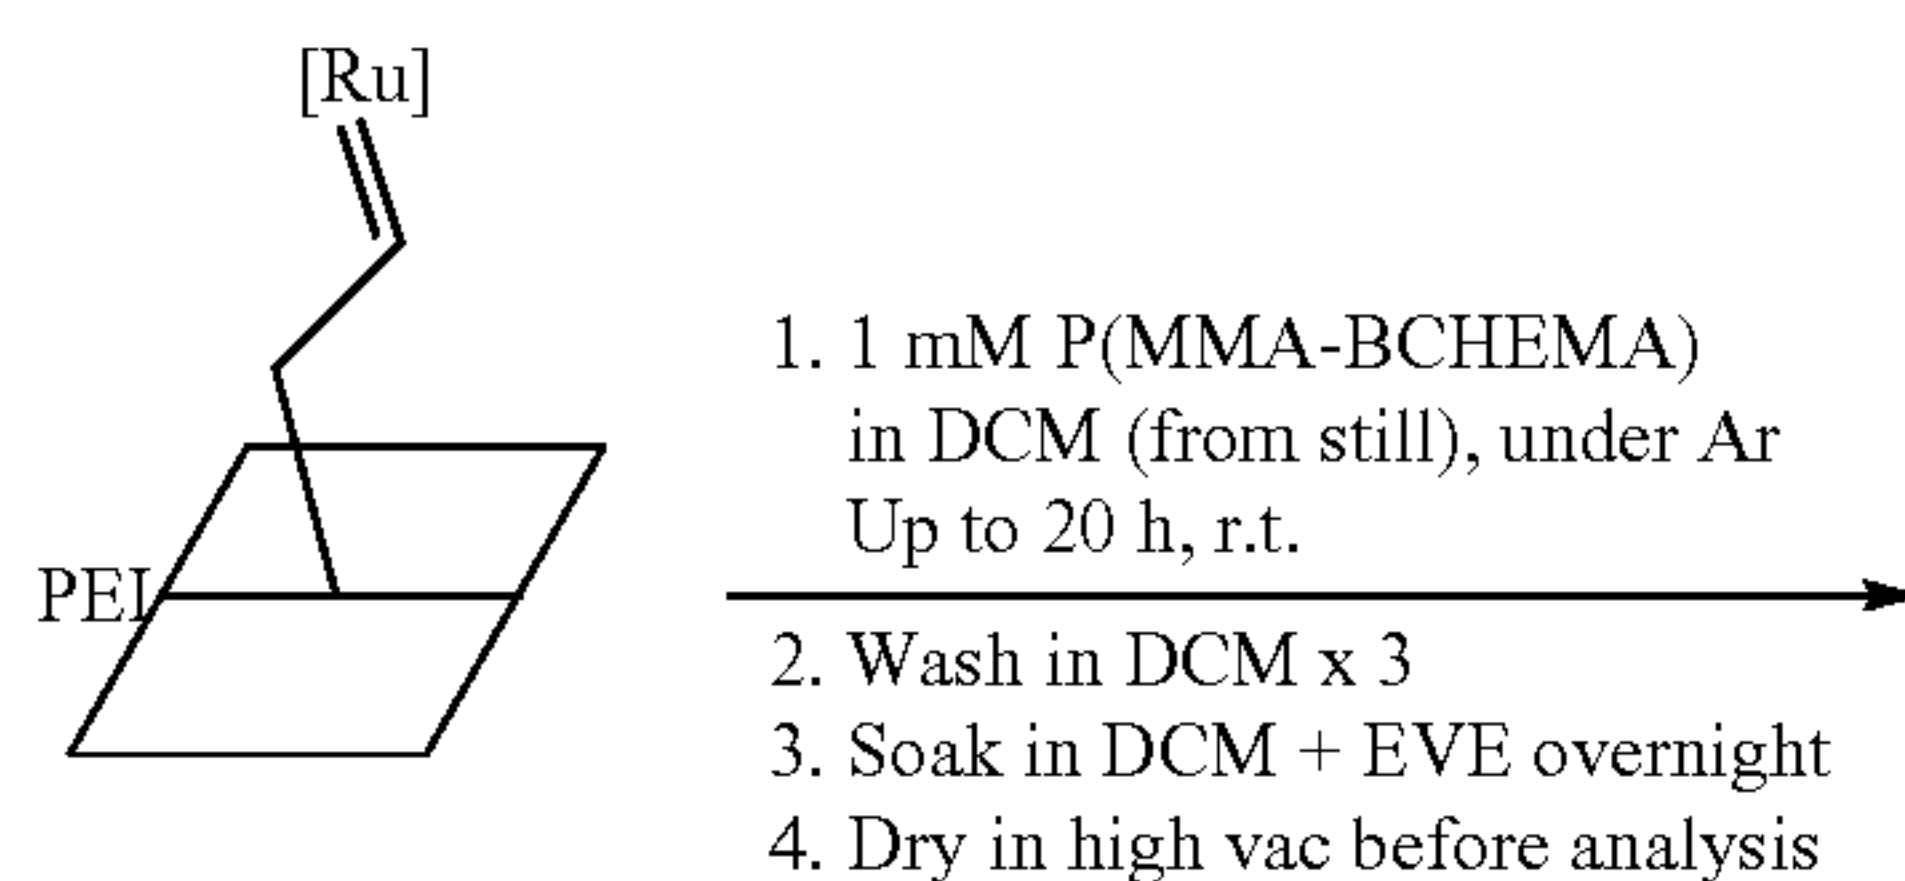 [Ru]
1. 1 mM P(MMA-BCHEMA)
in DCM (from still), under Ar
Up to 20 h, r.t.
PEI
2. Wash in DCM x 3
3. Soak in DCM + EVE overnight
4. Dry in high vac before analysis